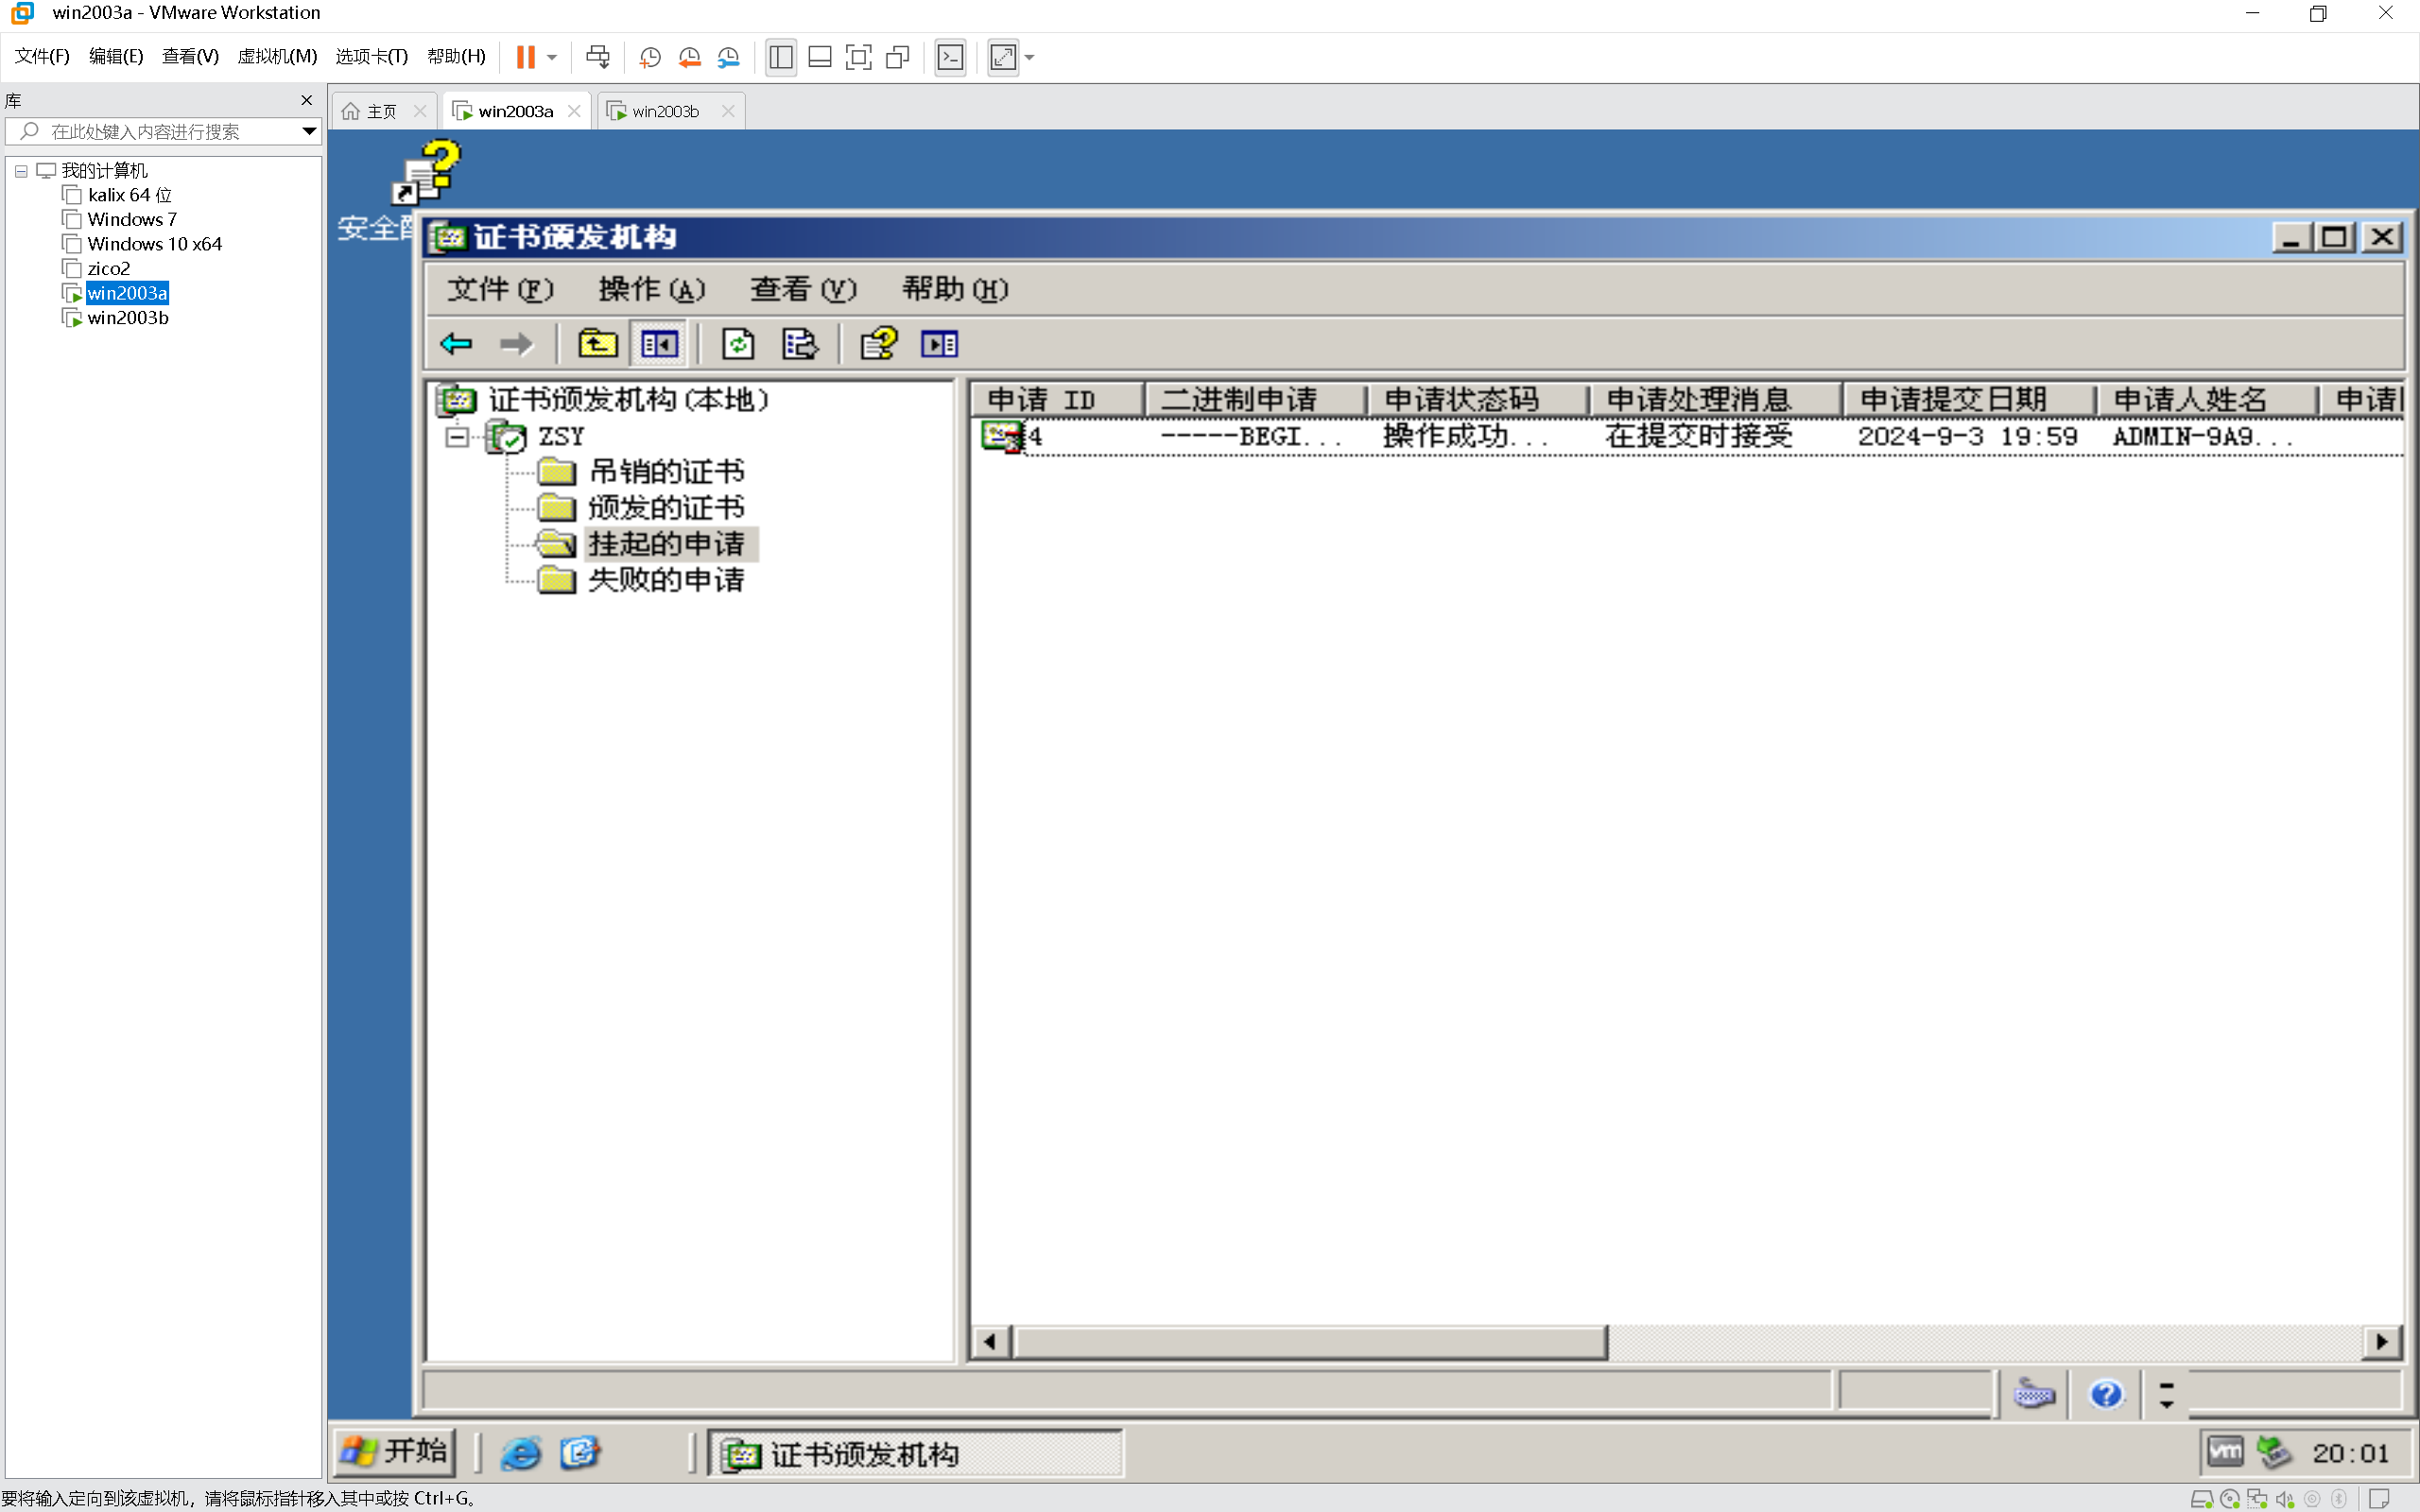 win2003a - VMware Workstation
文件(F) 编辑(E) 查看(V) 虚拟机(M) 选项卡(T) 帮助(H)
库
在此处键入内容进行搜索
我的计算机
kalix 64 位
Windows 7
Windows 10 x64
zico2
win2003a
win2003b
主页 win2003a win2003b
安全
证书颁发机构
文件(F) 操作(A) 查看(V) 帮助(H)
证书颁发机构(本地)
ZSY
吊销的证书
颁发的证书
挂起的申请
失败的申请
申请 ID 二进制申请 申请状态码 申请处理消息 申请提交日期 申请人姓名 申请
4 -----BEGI... 操作成功... 在提交时接受 2024-9-3 19:59 ADMIN-9A9...
开始 证书颁发机构 vm 20:01
要将输入定向到该虚拟机，请将鼠标指针移入其中或按 Ctrl+G。